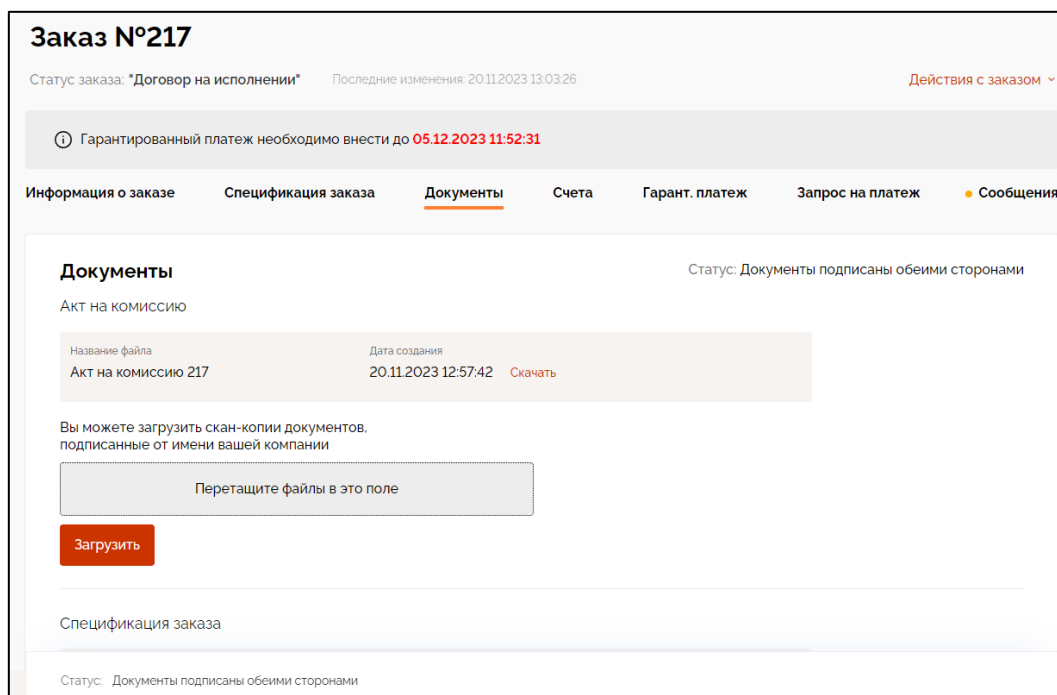 Заказ №217
Статус заказа: "Договор на исполнении" Последние изменения: 20.11.2023 13:03:26 Действия с заказом
Гарантированный платеж необходимо внести до 05.12.2023 11:52:31
Информация о заказе Спецификация заказа Документы Счета Гарант. платеж Запрос на платеж Сообщения
Документы Статус: Документы подписаны обеими сторонами
Акт на комиссию
Название файла Дата создания
Акт на комиссию 217 20.11.2023 12:57:42 Скачать
Вы можете загрузить скан-копии документов,
подписанные от имени вашей компании
Перетащите файлы в это поле
Загрузить
Спецификация заказа
Статус: Документы подписаны обеими сторонами